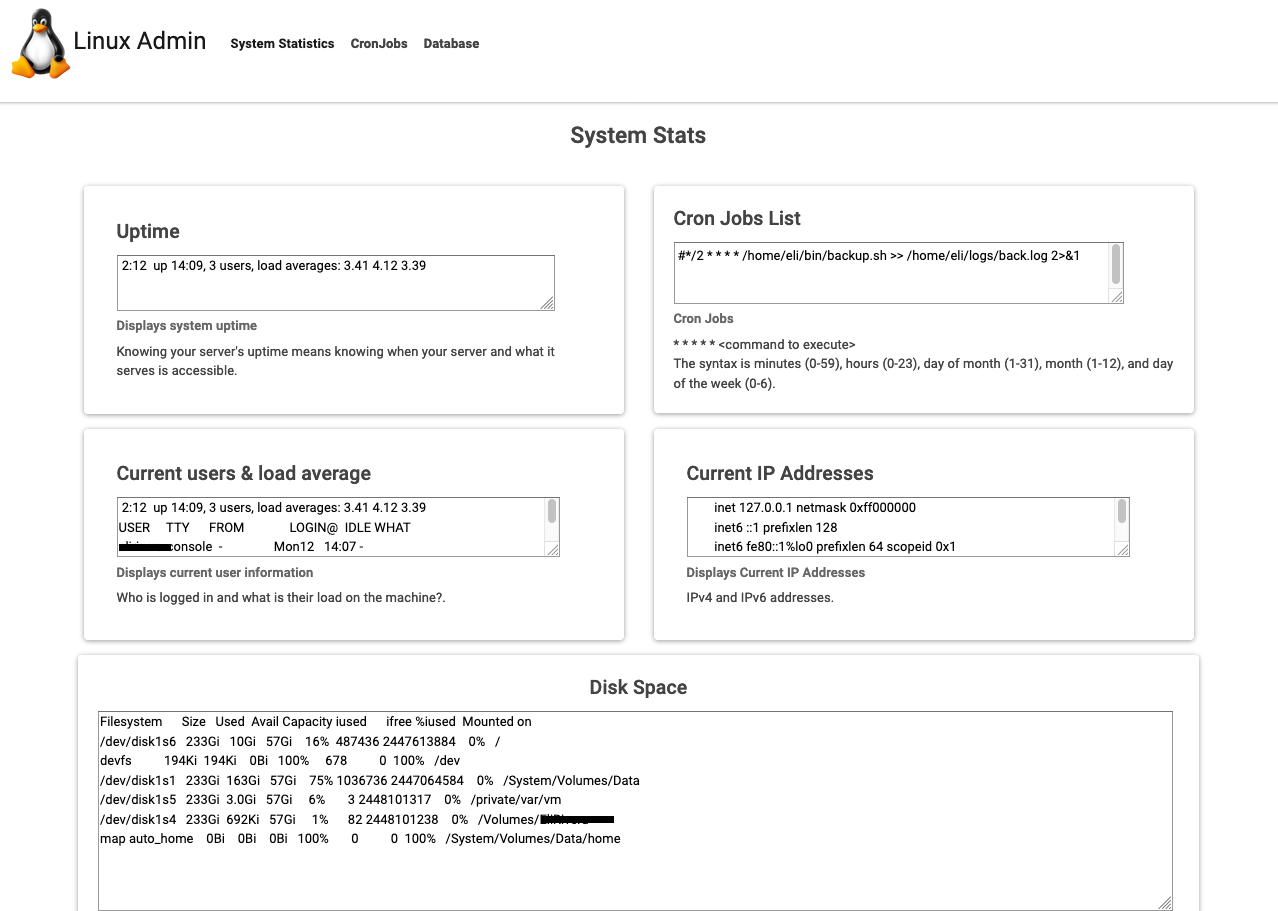 Linux Admin System Statistics CronJobs Database
System Stats
Uptime
2:12 up 14:09, 3 users, load averages: 3.41 4.12 3.39
Displays system uptime
Knowing your server's uptime means knowing when your server and what it
serves is accessible.
Cron Jobs List
#*/2 * * * * /home/eli/bin/backup.sh >> /home/eli/logs/back.log 2>&1
Cron Jobs
* * * * * <command to execute>
The syntax is minutes (0-59), hours (0-23), day of month (1-31), month (1-12), and day
of the week (0-6).
Current users & load average
2:12 up 14:09, 3 users, load averages: 3.41 4.12 3.39
USER TTY FROM LOGIN@ IDLE WHAT
console - Mon12 14:07 -
Displays current user information
Who is logged in and what is their load on the machine?.
Current IP Addresses
inet 127.0.0.1 netmask 0xff000000
inet6 ::1 prefixlen 128
inet6 fe80::1%lo0 prefixlen 64 scopeid 0x1
Displays Current IP Addresses
IPv4 and IPv6 addresses.
Disk Space
Filesystem Size Used Avail Capacity iused ifree %iused Mounted on
/dev/disk1s6 233Gi 10Gi 57Gi 16% 487436 2447613884 0% /
devfs 194Ki 194Ki 0Bi 100% 678 0 100% /dev
/dev/disk1s1 233Gi 163Gi 57Gi 75% 1036736 2447064584 0% /System/Volumes/Data
/dev/disk1s5 233Gi 3.0Gi 57Gi 6% 3 2448101317 0% /private/var/vm
/dev/disk1s4 233Gi 692Ki 57Gi 1% 82 2448101238 0% /Volumes/
map auto_home 0Bi 0Bi 0Bi 100% 0 0 100% /System/Volumes/Data/home